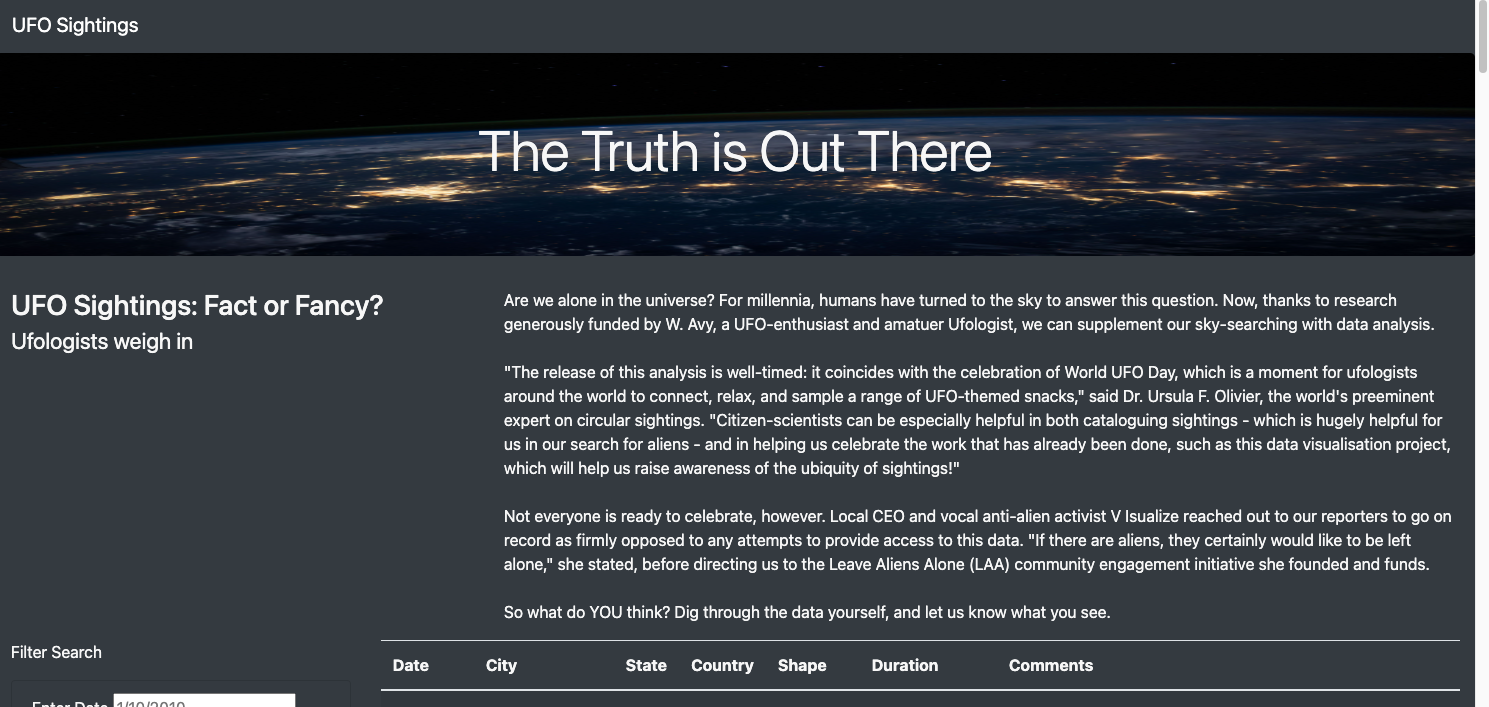 UFO Sightings
The Truth is Out There
UFO Sightings: Fact or Fancy?
Ufologists weigh in
Are we alone in the universe? For millennia, humans have turned to the sky to answer this question. Now, thanks to research
generously funded by W. Avy, a UFO-enthusiast and amatuer Ufologist, we can supplement our sky-searching with data analysis.
"The release of this analysis is well-timed: it coincides with the celebration of World UFO Day, which is a moment for ufologists
around the world to connect, relax, and sample a range of UFO-themed snacks," said Dr. Ursula F. Olivier, the world's preeminent
expert on circular sightings. "Citizen-scientists can be especially helpful in both cataloguing sightings - which is hugely helpful for
us in our search for aliens - and in helping us celebrate the work that has already been done, such as this data visualisation project,
which will help us raise awareness of the ubiquity of sightings!"
Not everyone is ready to celebrate, however. Local CEO and vocal anti-alien activist V Isualize reached out to our reporters to go on
record as firmly opposed to any attempts to provide access to this data. "If there are aliens, they certainly would like to be left
alone," she stated, before directing us to the Leave Aliens Alone (LAA) community engagement initiative she founded and funds.
So what do YOU think? Dig through the data yourself, and let us know what you see.
Filter Search
Date City State Country Shape Duration Comments
Enter Date 1/10/2010